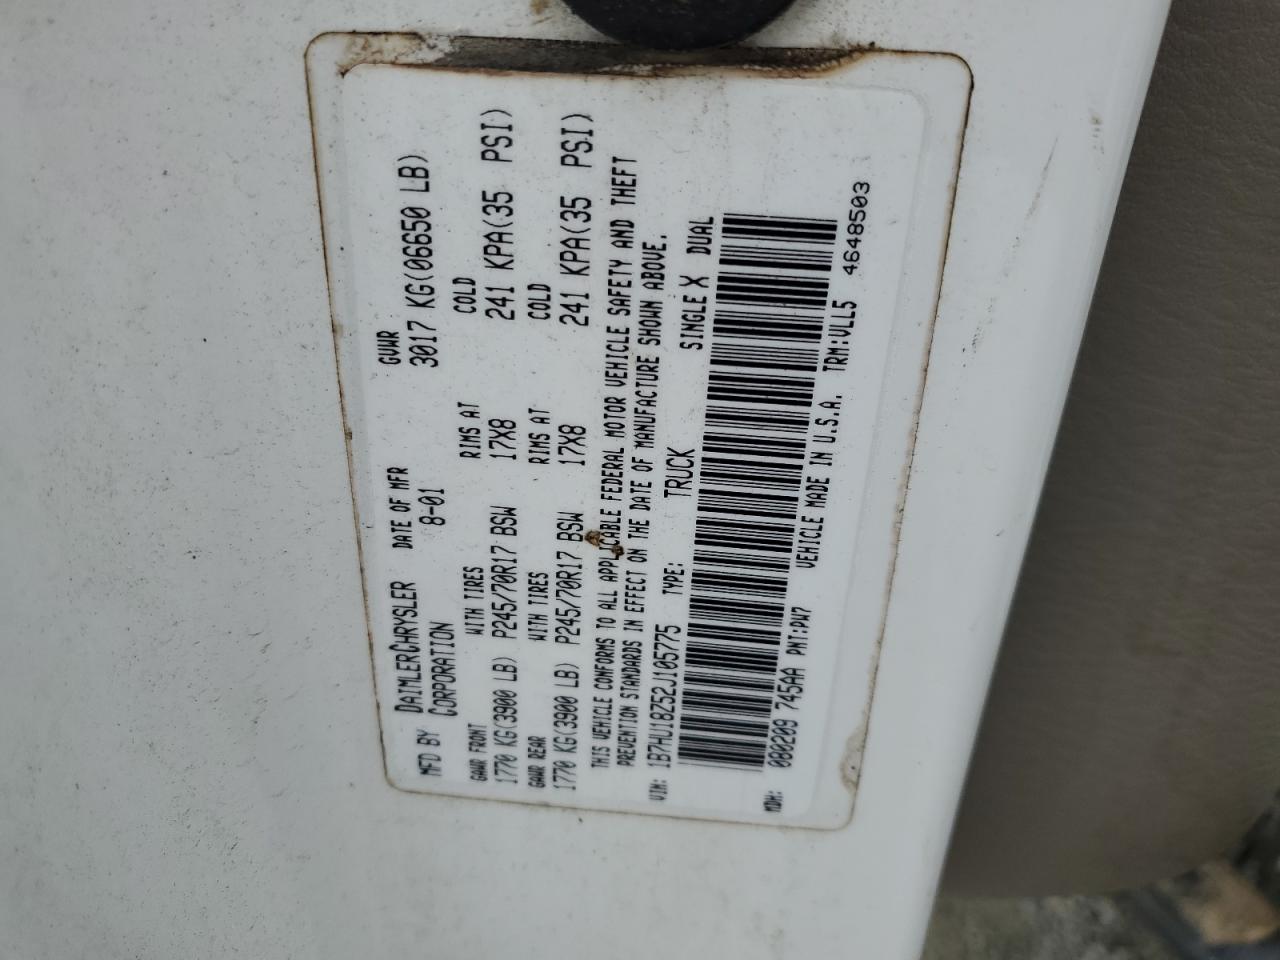 MFD BY DAIMLERCHRYSLER CORPORATION DATE OF MFR 8-01 GVWR 3017 KG(06650 LB)
GAWR FRONT WITH TIRES RIMS AT COLD
1770 KG(3900 LB) P245/70R17 BSW 17X8 241 KPA(35 PSI)
GAWR REAR WITH TIRES RIMS AT COLD
1770 KG(3900 LB) P245/70R17 BSW 17X8 241 KPA(35 PSI)
THIS VEHICLE CONFORMS TO ALL APPLICABLE FEDERAL MOTOR VEHICLE SAFETY AND THEFT
PREVENTION STANDARDS IN EFFECT ON THE DATE OF MANUFACTURE SHOWN ABOVE.
VIN: 1B7HU18Z52J105775 TYPE: TRUCK SINGLE X DUAL
MDH: 080209 745AA PNT:PW7 VEHICLE MADE IN U.S.A. TRM:VLL5 4648503